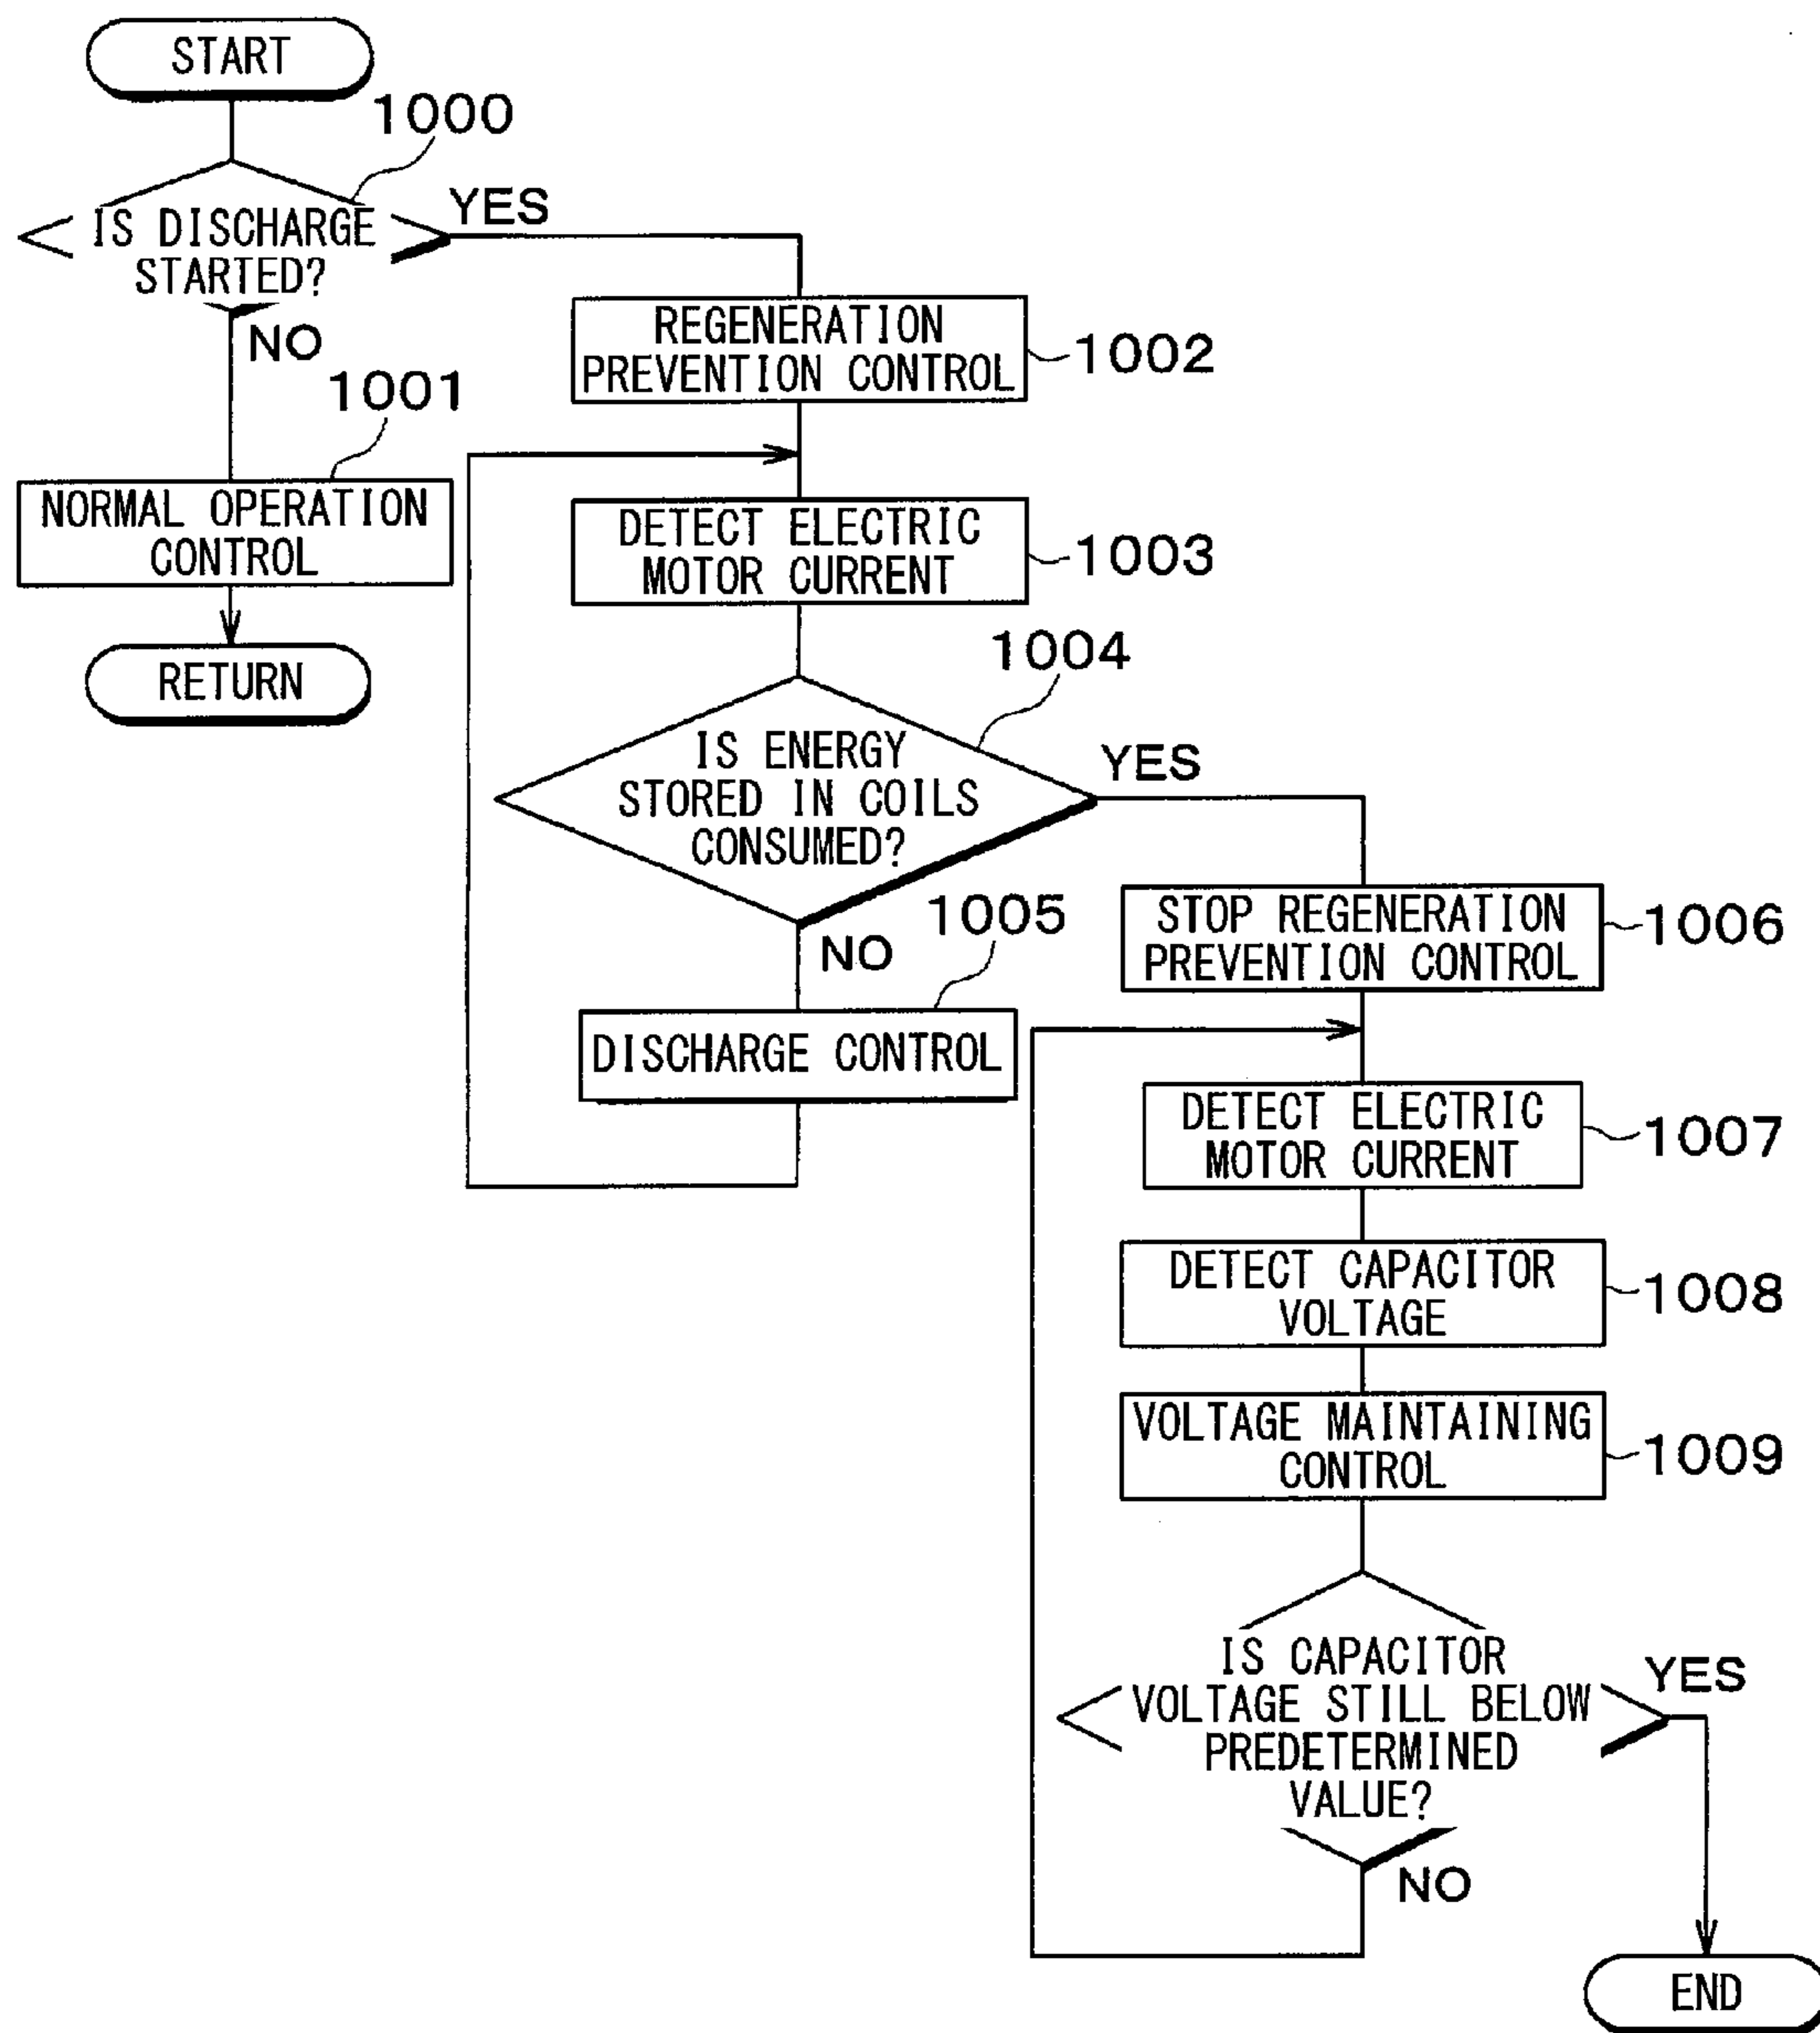 START
1000
IS DISCHARGE
STARTED?
YES
NO
1001
NORMAL OPERATION
CONTROL
RETURN
REGENERATION
PREVENTION CONTROL
1002
DETECT ELECTRIC
MOTOR CURRENT
1003
1004
IS ENERGY
STORED IN COILS
CONSUMED?
YES
NO
1005
DISCHARGE CONTROL
STOP REGENERATION
PREVENTION CONTROL
1006
DETECT ELECTRIC
MOTOR CURRENT
1007
DETECT CAPACITOR
VOLTAGE
1008
VOLTAGE MAINTAINING
CONTROL
1009
IS CAPACITOR
VOLTAGE STILL BELOW
PREDETERMINED
VALUE?
YES
NO
END